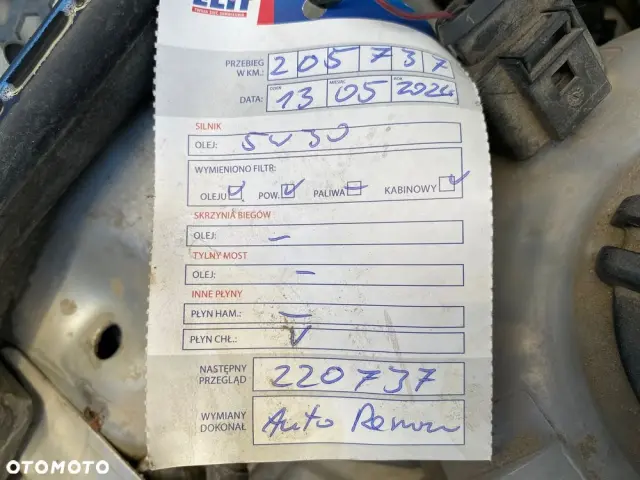 ELIT
PRZEBIEG W KM.: 205 737
DZIEŃ MIESIĄC ROK
DATA: 13 05 2024
SILNIK
OLEJ: 5W30
WYMIENIONO FILTR:
OLEJU ✓ POW. ✓ PALIWA – KABINOWY ✓
SKRZYNIA BIEGÓW
OLEJ: –
TYLNY MOST
OLEJ: –
INNE PŁYNY
PŁYN HAM.: –
PŁYN CHŁ.: V
NASTĘPNY PRZEGLĄD 220737
WYMIANY DOKONAŁ Auto
OTOMOTO